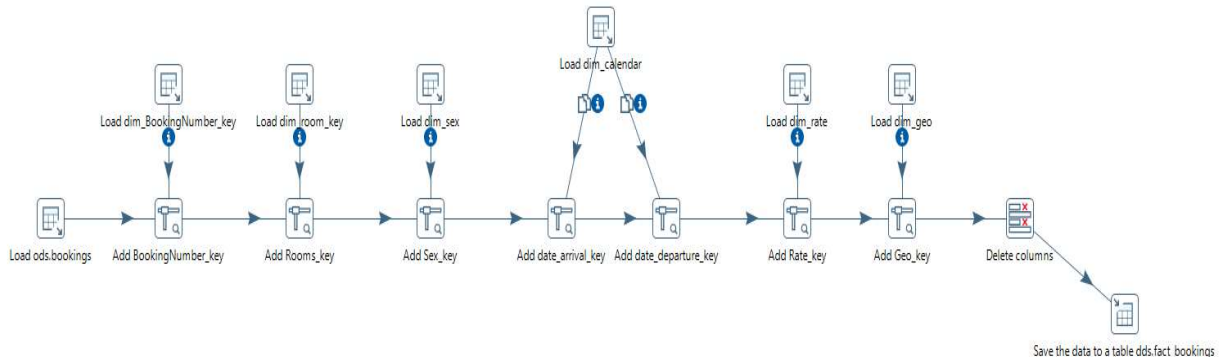 Load dim_calendar
Load dim_BookingNumber_key
Load dim_room_key
Load dim_sex
Load dim_rate
Load dim_geo
Load ods.bookings
Add BookingNumber_key
Add Rooms_key
Add Sex_key
Add date_arrival_key
Add date_departure_key
Add Rate_key
Add Geo_key
Delete columns
Save the data to a table dds.fact_bookings